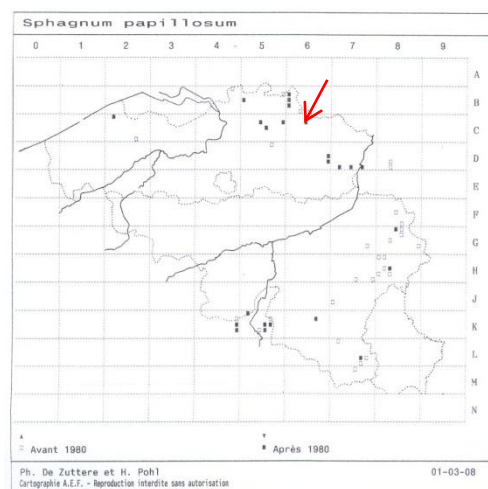 Sphagnum papillosum
0 1 2 3 4 5 6 7 8 9
A
B
C
D
E
F
G
H
J
K
L
M
N
Avant 1980 Après 1980
Ph. De Zuttere et H. Pohl 01-03-08
Cartographie A.E.F. - Reproduction interdite sans autorisation